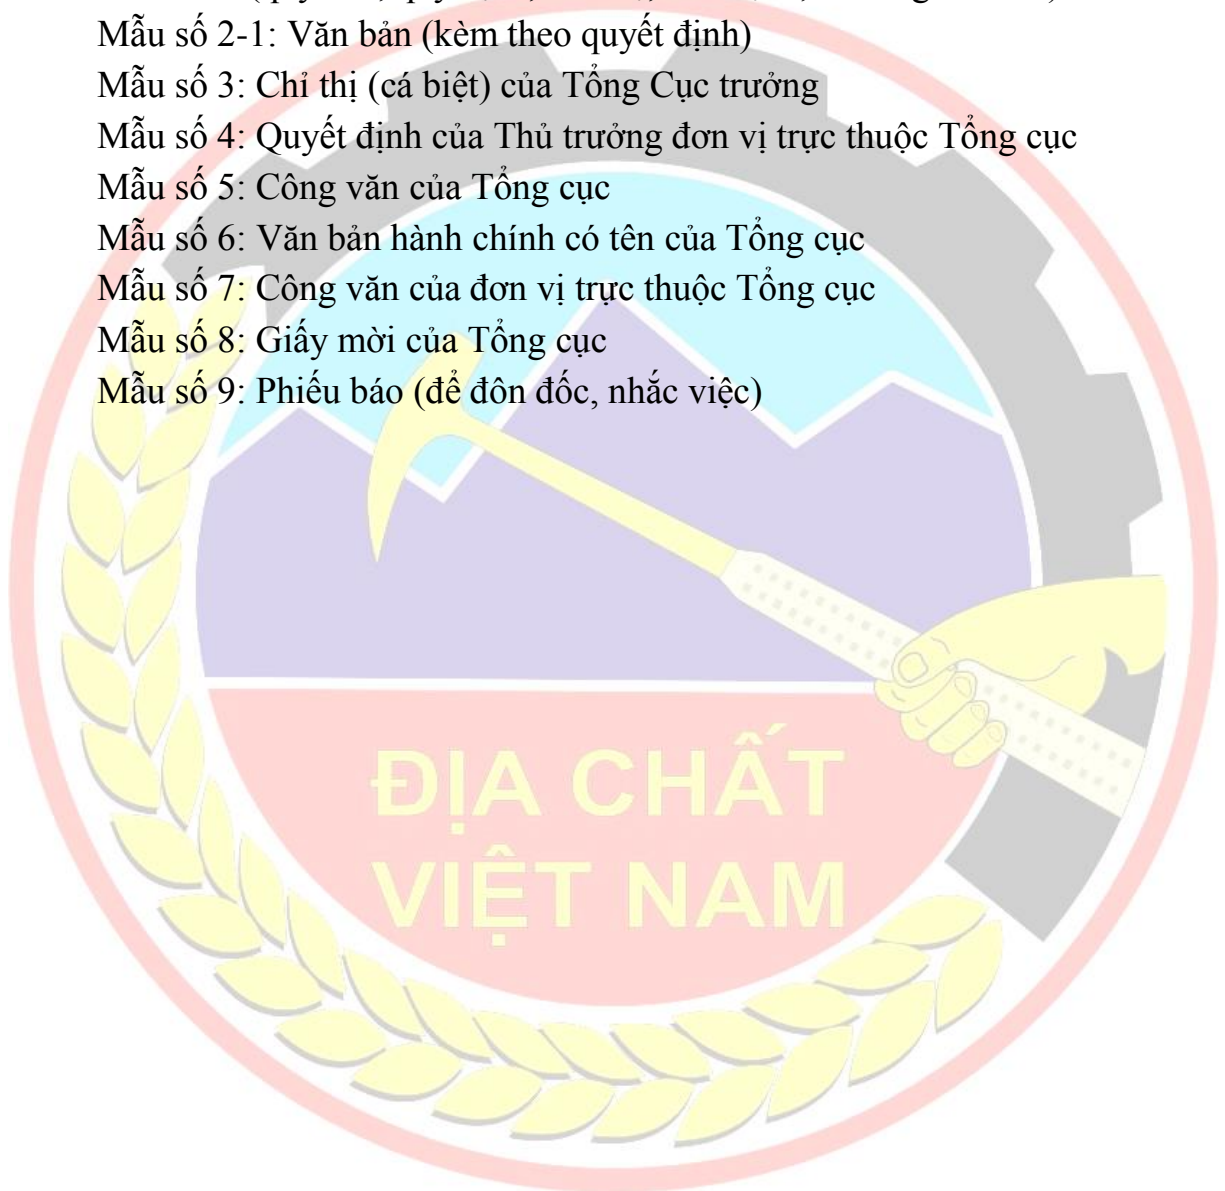 Mẫu số 2-1: Văn bản (kèm theo quyết định)
Mẫu số 3: Chỉ thị (cá biệt) của Tổng Cục trưởng
Mẫu số 4: Quyết định của Thủ trưởng đơn vị trực thuộc Tổng cục
Mẫu số 5: Công văn của Tổng cục
Mẫu số 6: Văn bản hành chính có tên của Tổng cục
Mẫu số 7: Công văn của đơn vị trực thuộc Tổng cục
Mẫu số 8: Giấy mời của Tổng cục
Mẫu số 9: Phiếu báo (để đôn đốc, nhắc việc)
ĐỊA CHẤT
VIỆT NAM